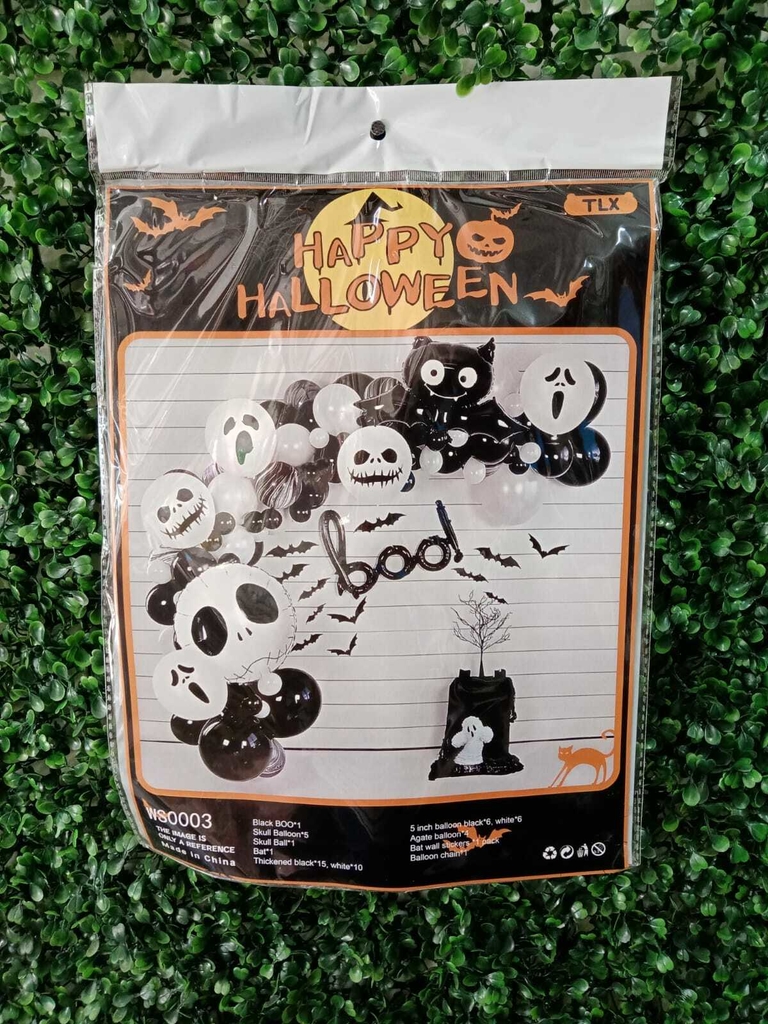 TLX
HAPPY
HALLOWEEN
boo!
WS0003
THE IMAGE IS
ONLY A REFERENCE
Made in China
Black BOO*1
Skull Balloon*5
Skull Ball*1
Bat*1
Thickened black*15, white*10
5 inch balloon black*6, white*6
Agate balloon*4
Bat wall stickers *1 pack
Balloon chain*1